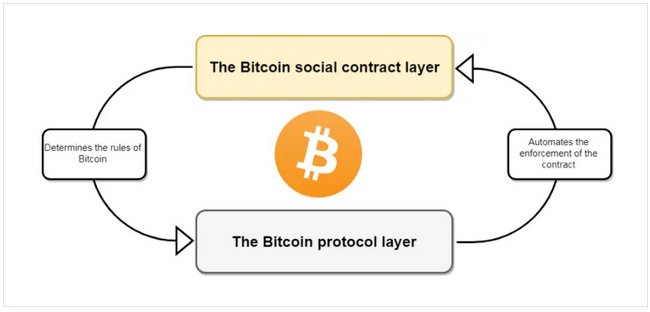 The Bitcoin social contract layer
Determines the rules of
Bitcoin
Automates the
enforcement of the
contract
The Bitcoin protocol layer